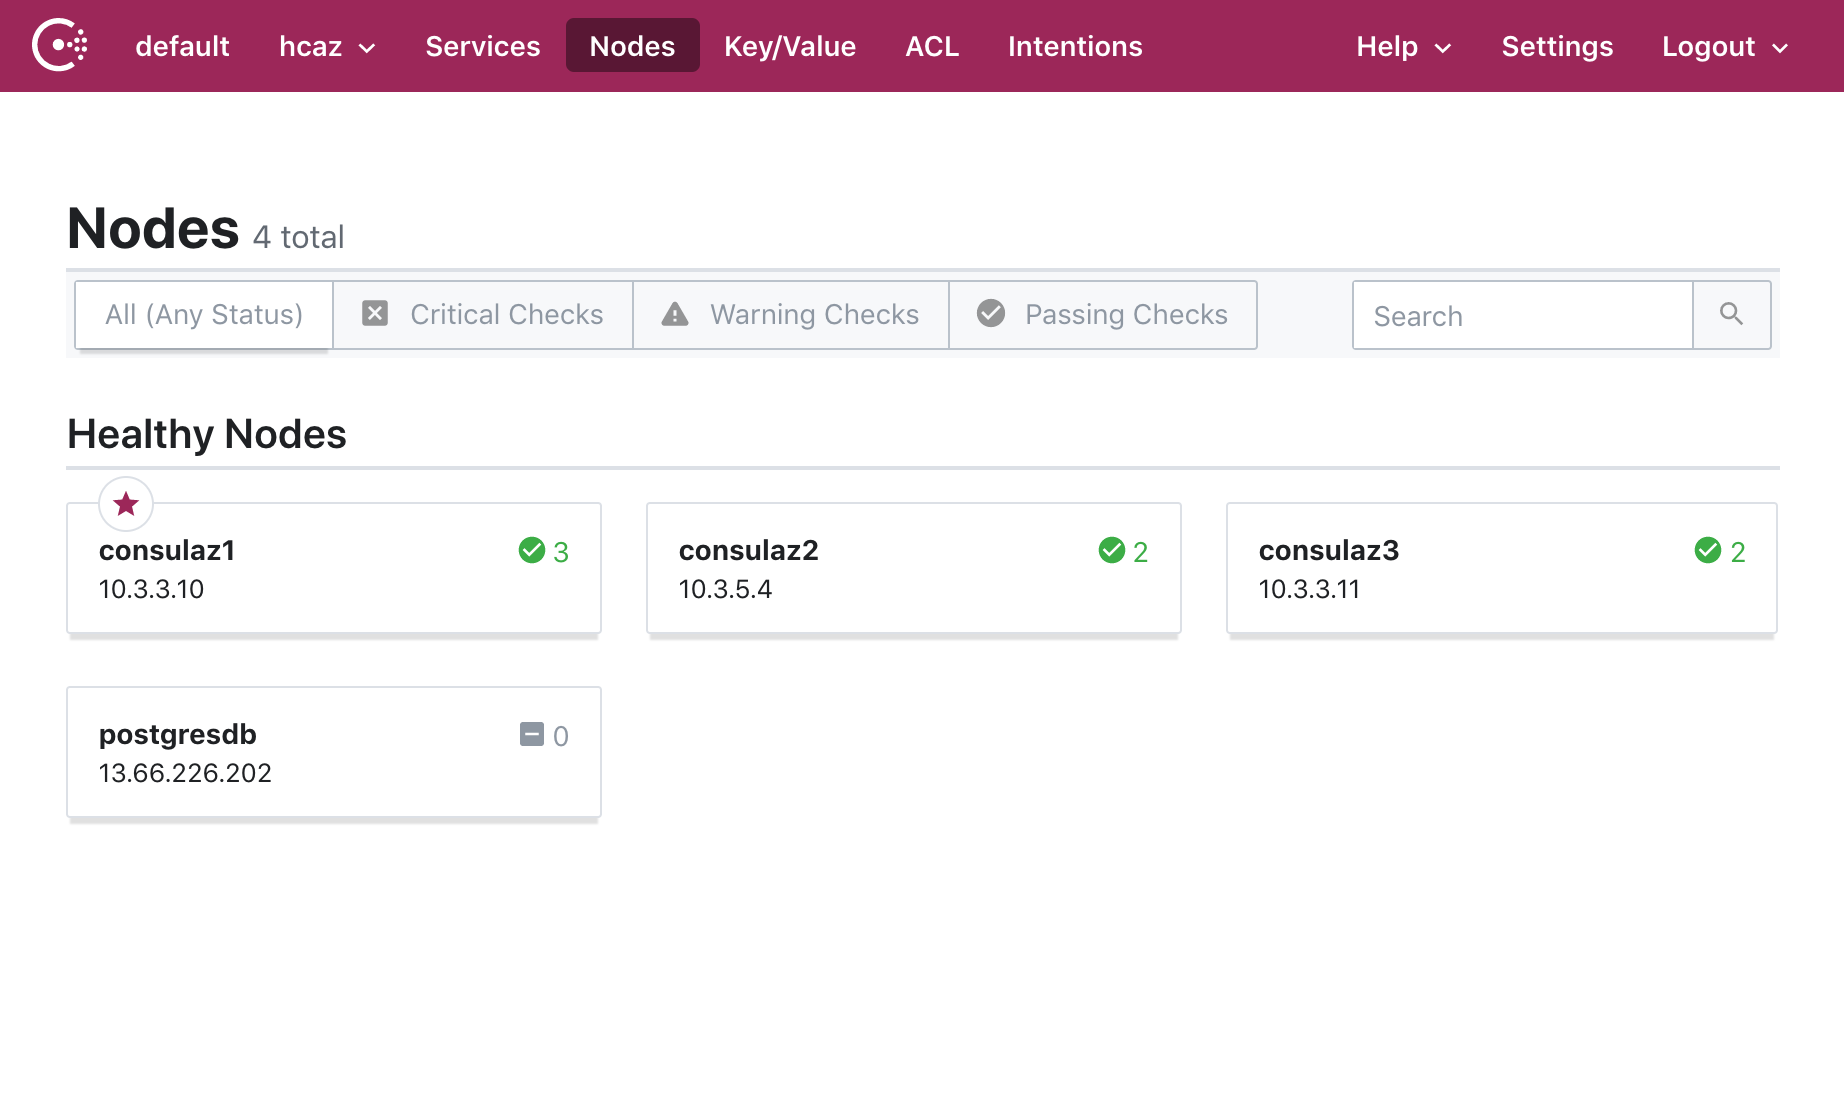 default hcaz Services Nodes Key/Value ACL Intentions Help Settings Logout
Nodes 4 total
All (Any Status) Critical Checks Warning Checks Passing Checks Search
Healthy Nodes
consulaz1 3
10.3.3.10
consulaz2 2
10.3.5.4
consulaz3 2
10.3.3.11
postgresdb 0
13.66.226.202